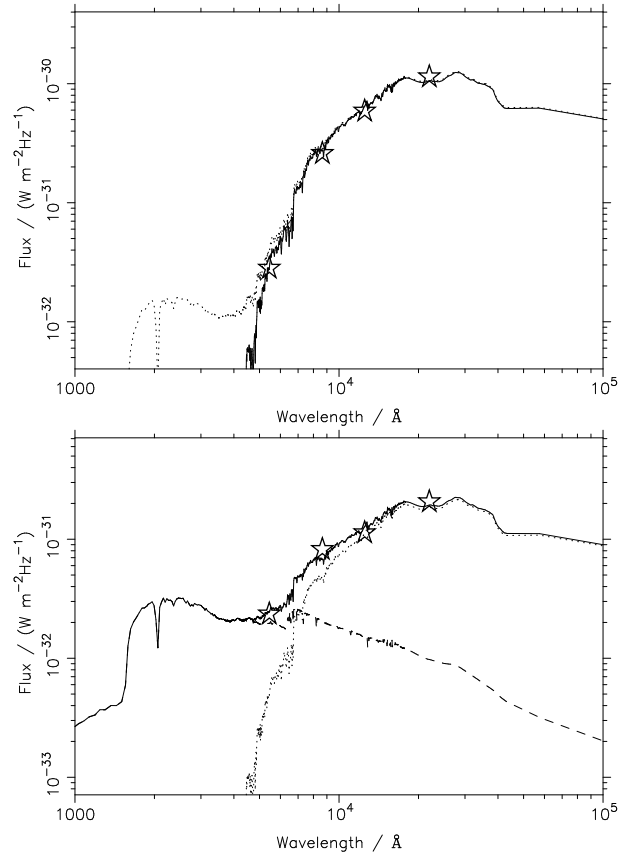 10⁻³⁰
10⁻³¹
10⁻³²
Flux / (W m⁻²Hz⁻¹)
1000 10⁴ 10⁵
Wavelength / Å
10⁻³¹
10⁻³²
10⁻³³
Flux / (W m⁻²Hz⁻¹)
1000 10⁴ 10⁵
Wavelength / Å